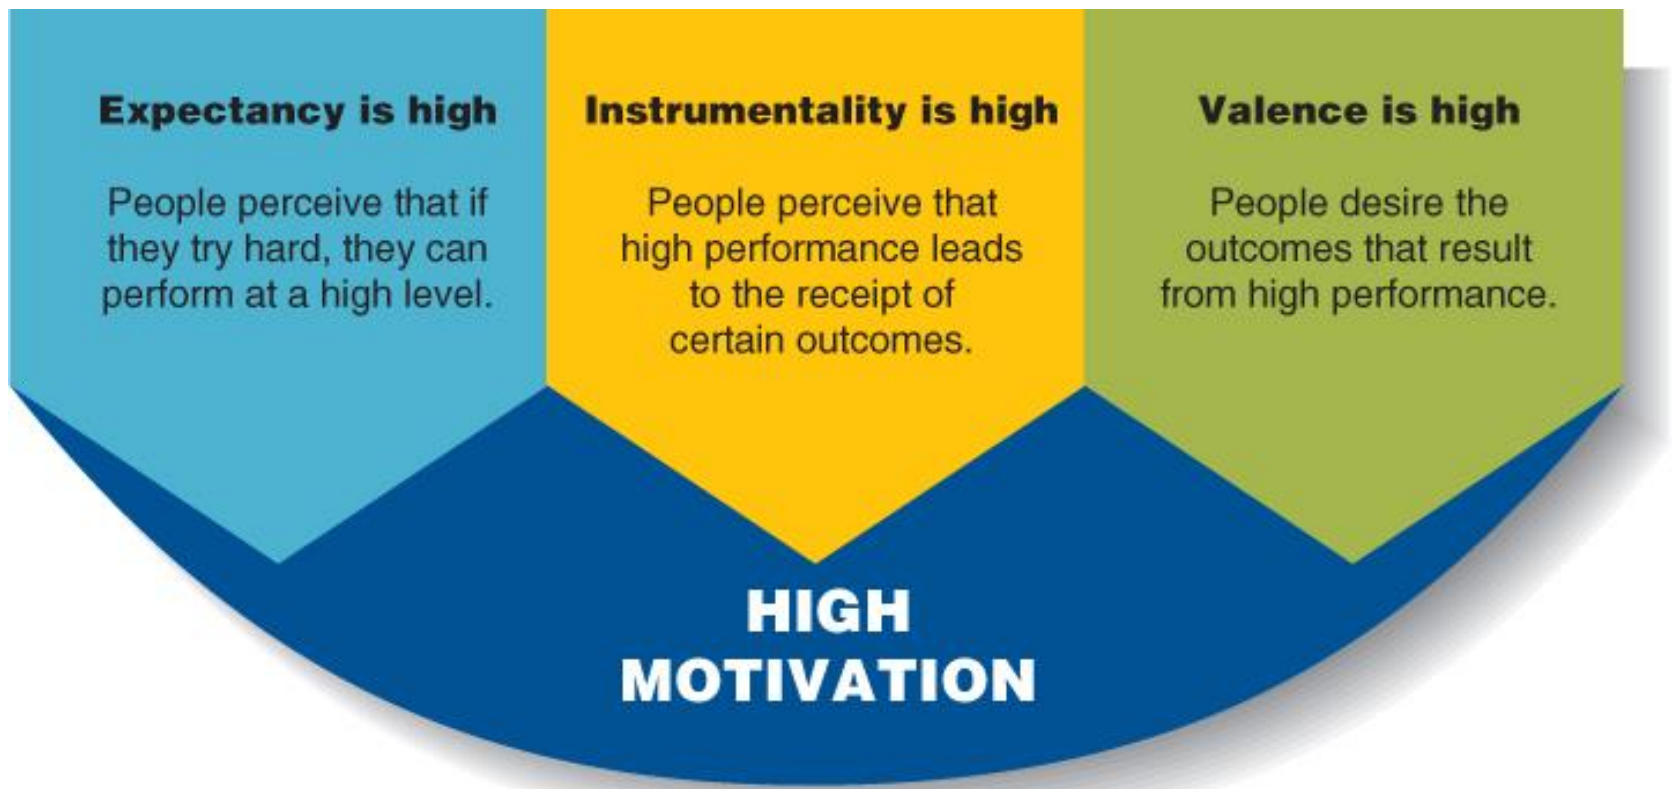 Expectancy is high
People perceive that if
they try hard, they can
perform at a high level.
Instrumentality is high
People perceive that
high performance leads
to the receipt of
certain outcomes.
Valence is high
People desire the
outcomes that result
from high performance.
HIGH
MOTIVATION